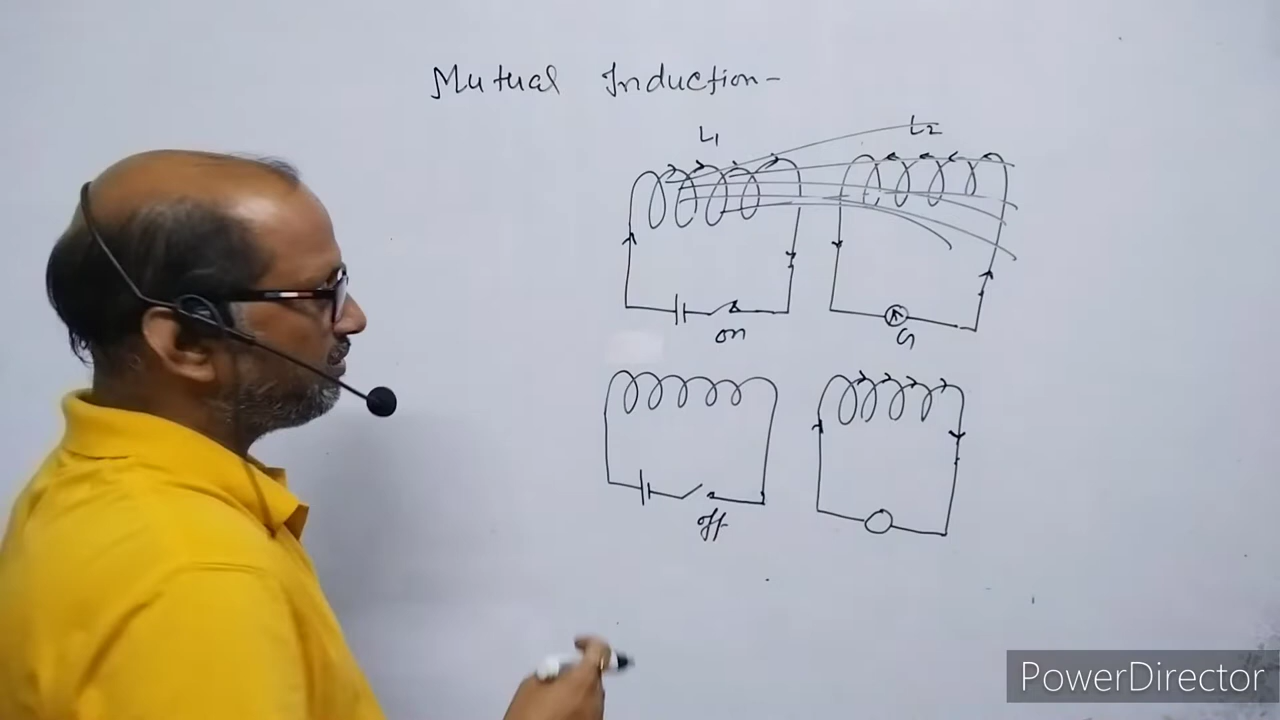 Mutual Induction-
L1 L2
on G
off
PowerDirector